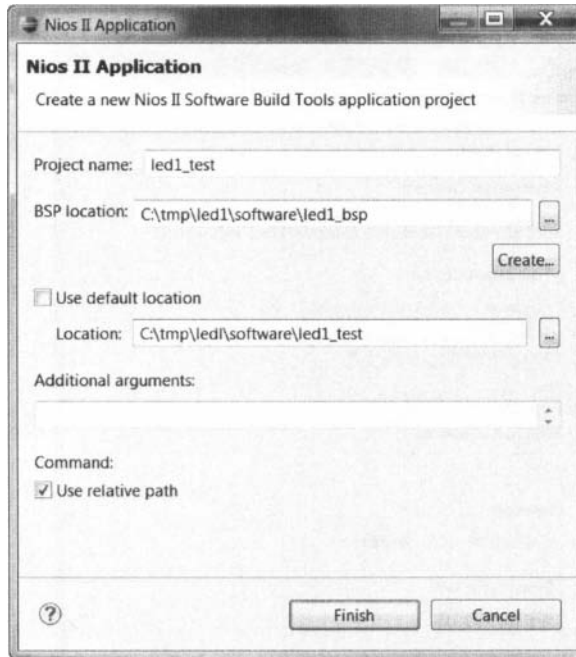 Nios II Application
Nios II Application
Create a new Nios II Software Build Tools application project
Project name: led1_test
BSP location: C:\tmp\led1\software\led1_bsp ...
Create...
Use default location
Location: C:\tmp\ledl\software\led1_test ...
Additional arguments:
Command:
Use relative path
? Finish Cancel